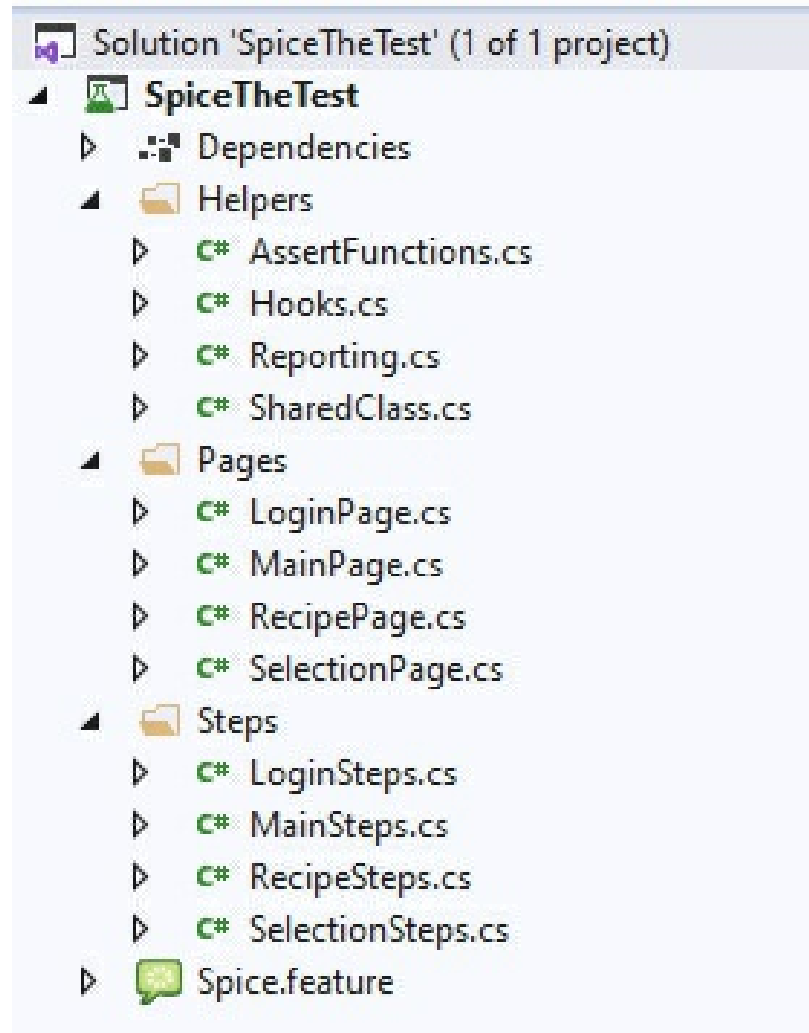 Solution 'SpiceTheTest' (1 of 1 project)
SpiceTheTest
Dependencies
Helpers
C# AssertFunctions.cs
C# Hooks.cs
C# Reporting.cs
C# SharedClass.cs
Pages
C# LoginPage.cs
C# MainPage.cs
C# RecipePage.cs
C# SelectionPage.cs
Steps
C# LoginSteps.cs
C# MainSteps.cs
C# RecipeSteps.cs
C# SelectionSteps.cs
Spice.feature